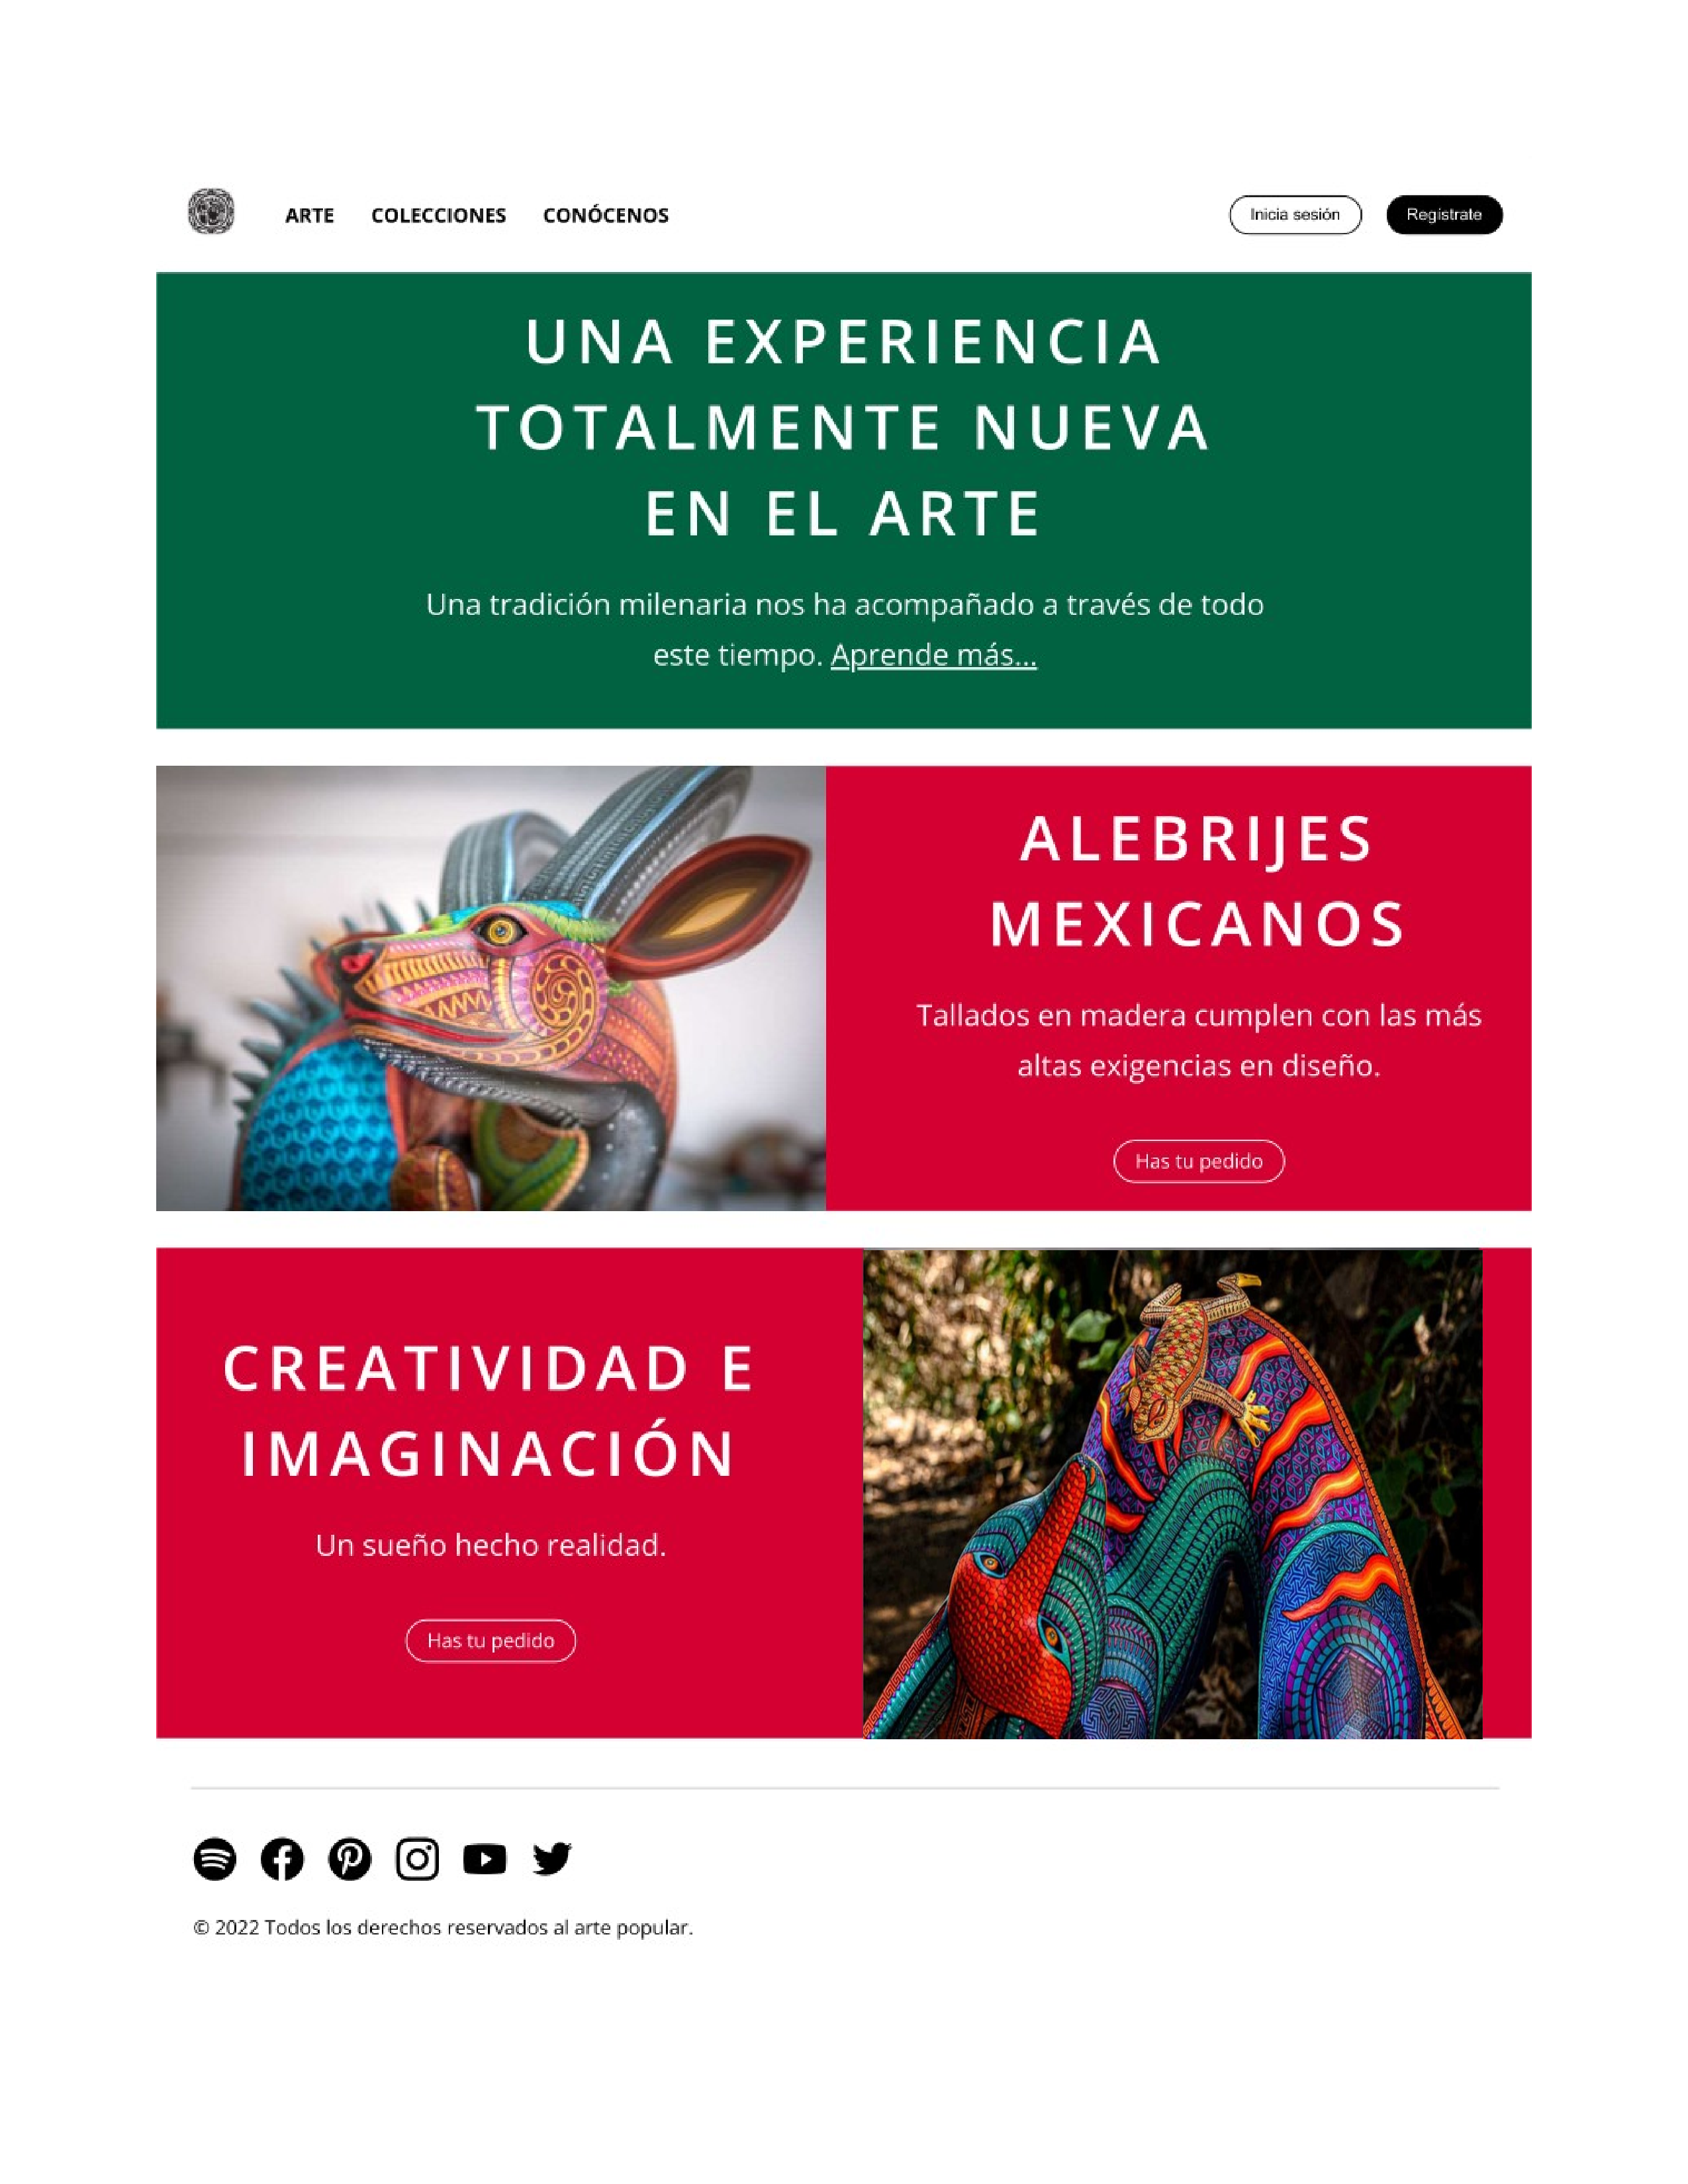 ARTE COLECCIONES CONÓCENOS Inicia sesión Regístrate
UNA EXPERIENCIA
TOTALMENTE NUEVA
EN EL ARTE
Una tradición milenaria nos ha acompañado a través de todo
este tiempo. Aprende más...
ALEBRIJES
MEXICANOS
Tallados en madera cumplen con las más
altas exigencias en diseño.
Has tu pedido
CREATIVIDAD E
IMAGINACIÓN
Un sueño hecho realidad.
Has tu pedido
© 2022 Todos los derechos reservados al arte popular.